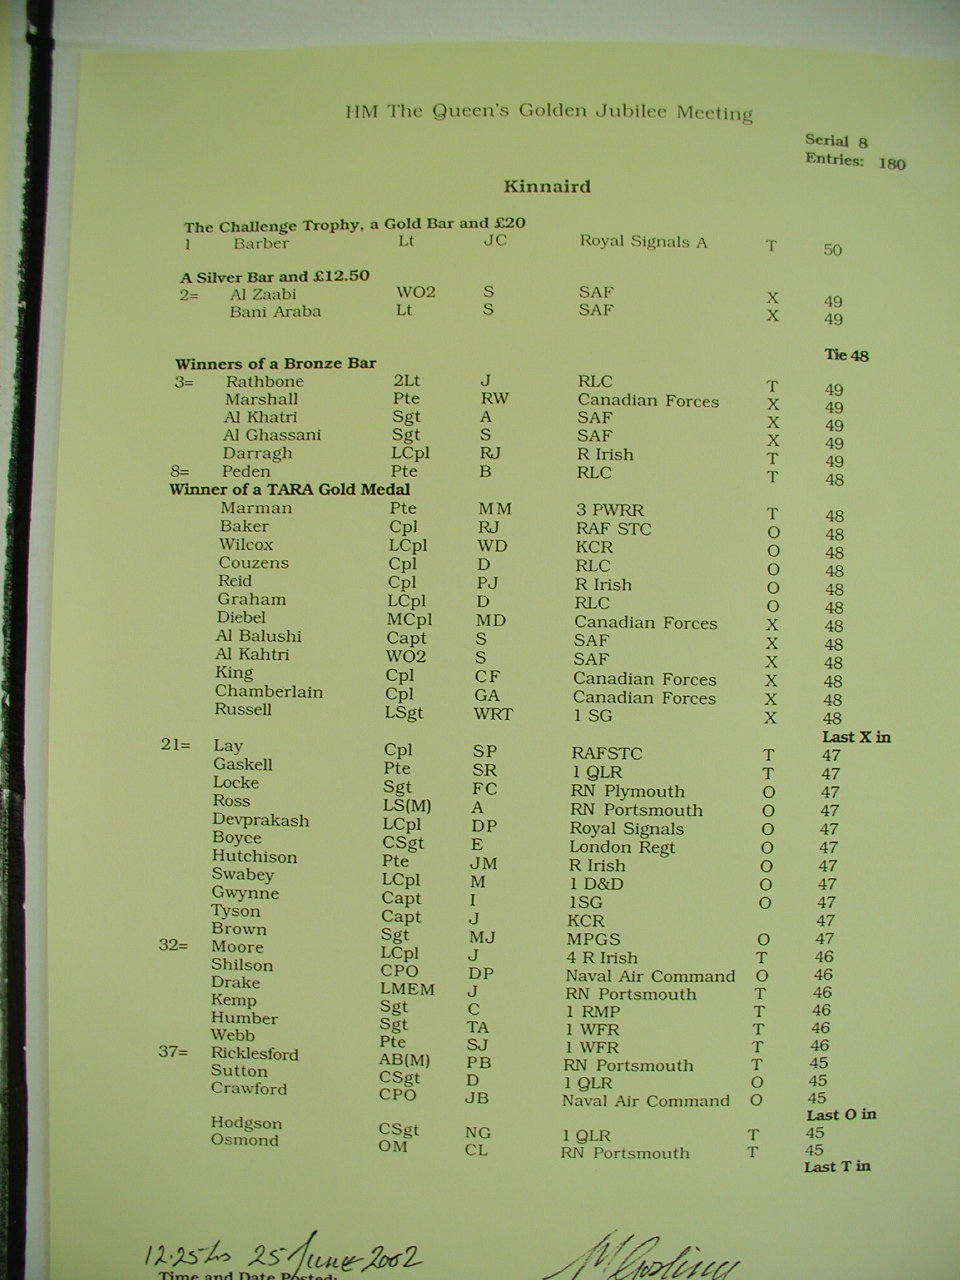 HM The Queen's Golden Jubilee Meeting
Serial 8
Entries: 180
Kinnaird
The Challenge Trophy, a Gold Bar and £20
1 Barber Lt JC Royal Signals A T 50
A Silver Bar and £12.50
2= Al Zaabi WO2 S SAF X 49
Bani Araba Lt S SAF X 49
Tie 48
Winners of a Bronze Bar
3= Rathbone 2Lt J RLC T 49
Marshall Pte RW Canadian Forces X 49
Al Khatri Sgt A SAF X 49
Al Ghassani Sgt S SAF X 49
Darragh LCpl RJ R Irish T 49
8= Peden Pte B RLC T 48
Winner of a TARA Gold Medal
Marman Pte MM 3 PWRR T 48
Baker Cpl RJ RAF STC O 48
Wilcox LCpl WD KCR O 48
Couzens Cpl D RLC O 48
Reid Cpl PJ R Irish O 48
Graham LCpl D RLC O 48
Diebel MCpl MD Canadian Forces X 48
Al Balushi Capt S SAF X 48
Al Kahtri WO2 S SAF X 48
King Cpl CF Canadian Forces X 48
Chamberlain Cpl GA Canadian Forces X 48
Russell LSgt WRT 1 SG X 48
Last X in
21= Lay Cpl SP RAFSTC T 47
Gaskell Pte SR 1 QLR T 47
Locke Sgt FC RN Plymouth O 47
Ross LS(M) A RN Portsmouth O 47
Devprakash LCpl DP Royal Signals O 47
Boyce CSgt E London Regt O 47
Hutchison Pte JM R Irish O 47
Swabey LCpl M 1 D&D O 47
Gwynne Capt I 1SG O 47
Tyson Capt J KCR 47
Brown Sgt MJ MPGS O 47
32= Moore LCpl J 4 R Irish T 46
Shilson CPO DP Naval Air Command O 46
Drake LMEM J RN Portsmouth T 46
Kemp Sgt C 1 RMP T 46
Humber Sgt TA 1 WFR T 46
Webb Pte SJ 1 WFR T 46
37= Ricklesford AB(M) PB RN Portsmouth T 45
Sutton CSgt D 1 QLR O 45
Crawford CPO JB Naval Air Command O 45
Last O in
Hodgson CSgt NG 1 QLR T 45
Osmond OM CL RN Portsmouth T 45
Last T in
12.25hs 25 June 2002
Time and Date Posted: